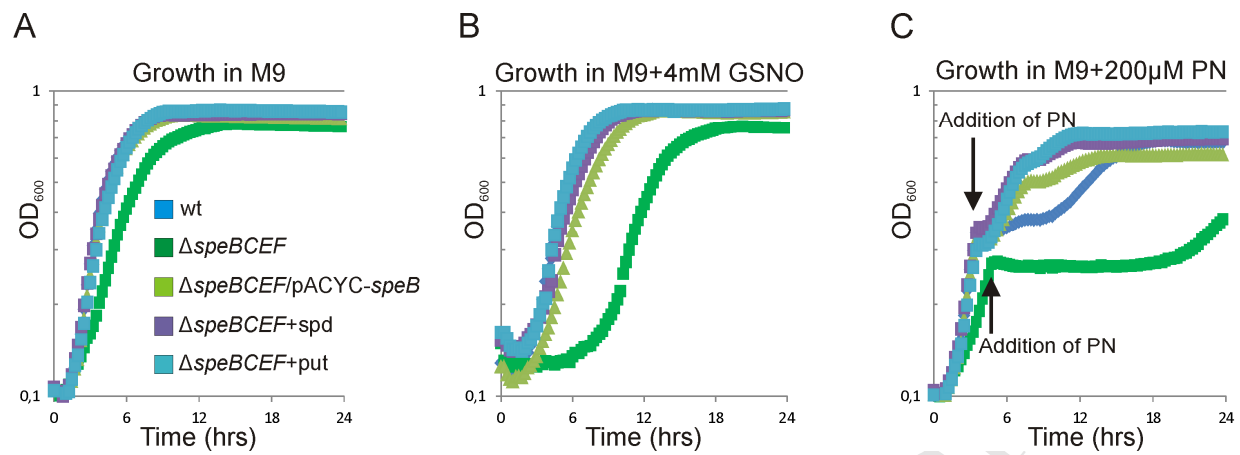 A
Growth in M9
1
OD600
0,1
0
6
12
18
24
Time (hrs)
wt
ΔspeBCEF
ΔspeBCEF/pACYC-speB
ΔspeBCEF+spd
ΔspeBCEF+put
B
Growth in M9+4mM GSNO
1
OD600
0,1
0
6
12
18
24
Time (hrs)
C
Growth in M9+200µM PN
1
Addition of PN
OD600
Addition of PN
0,1
0
6
12
18
24
Time (hrs)